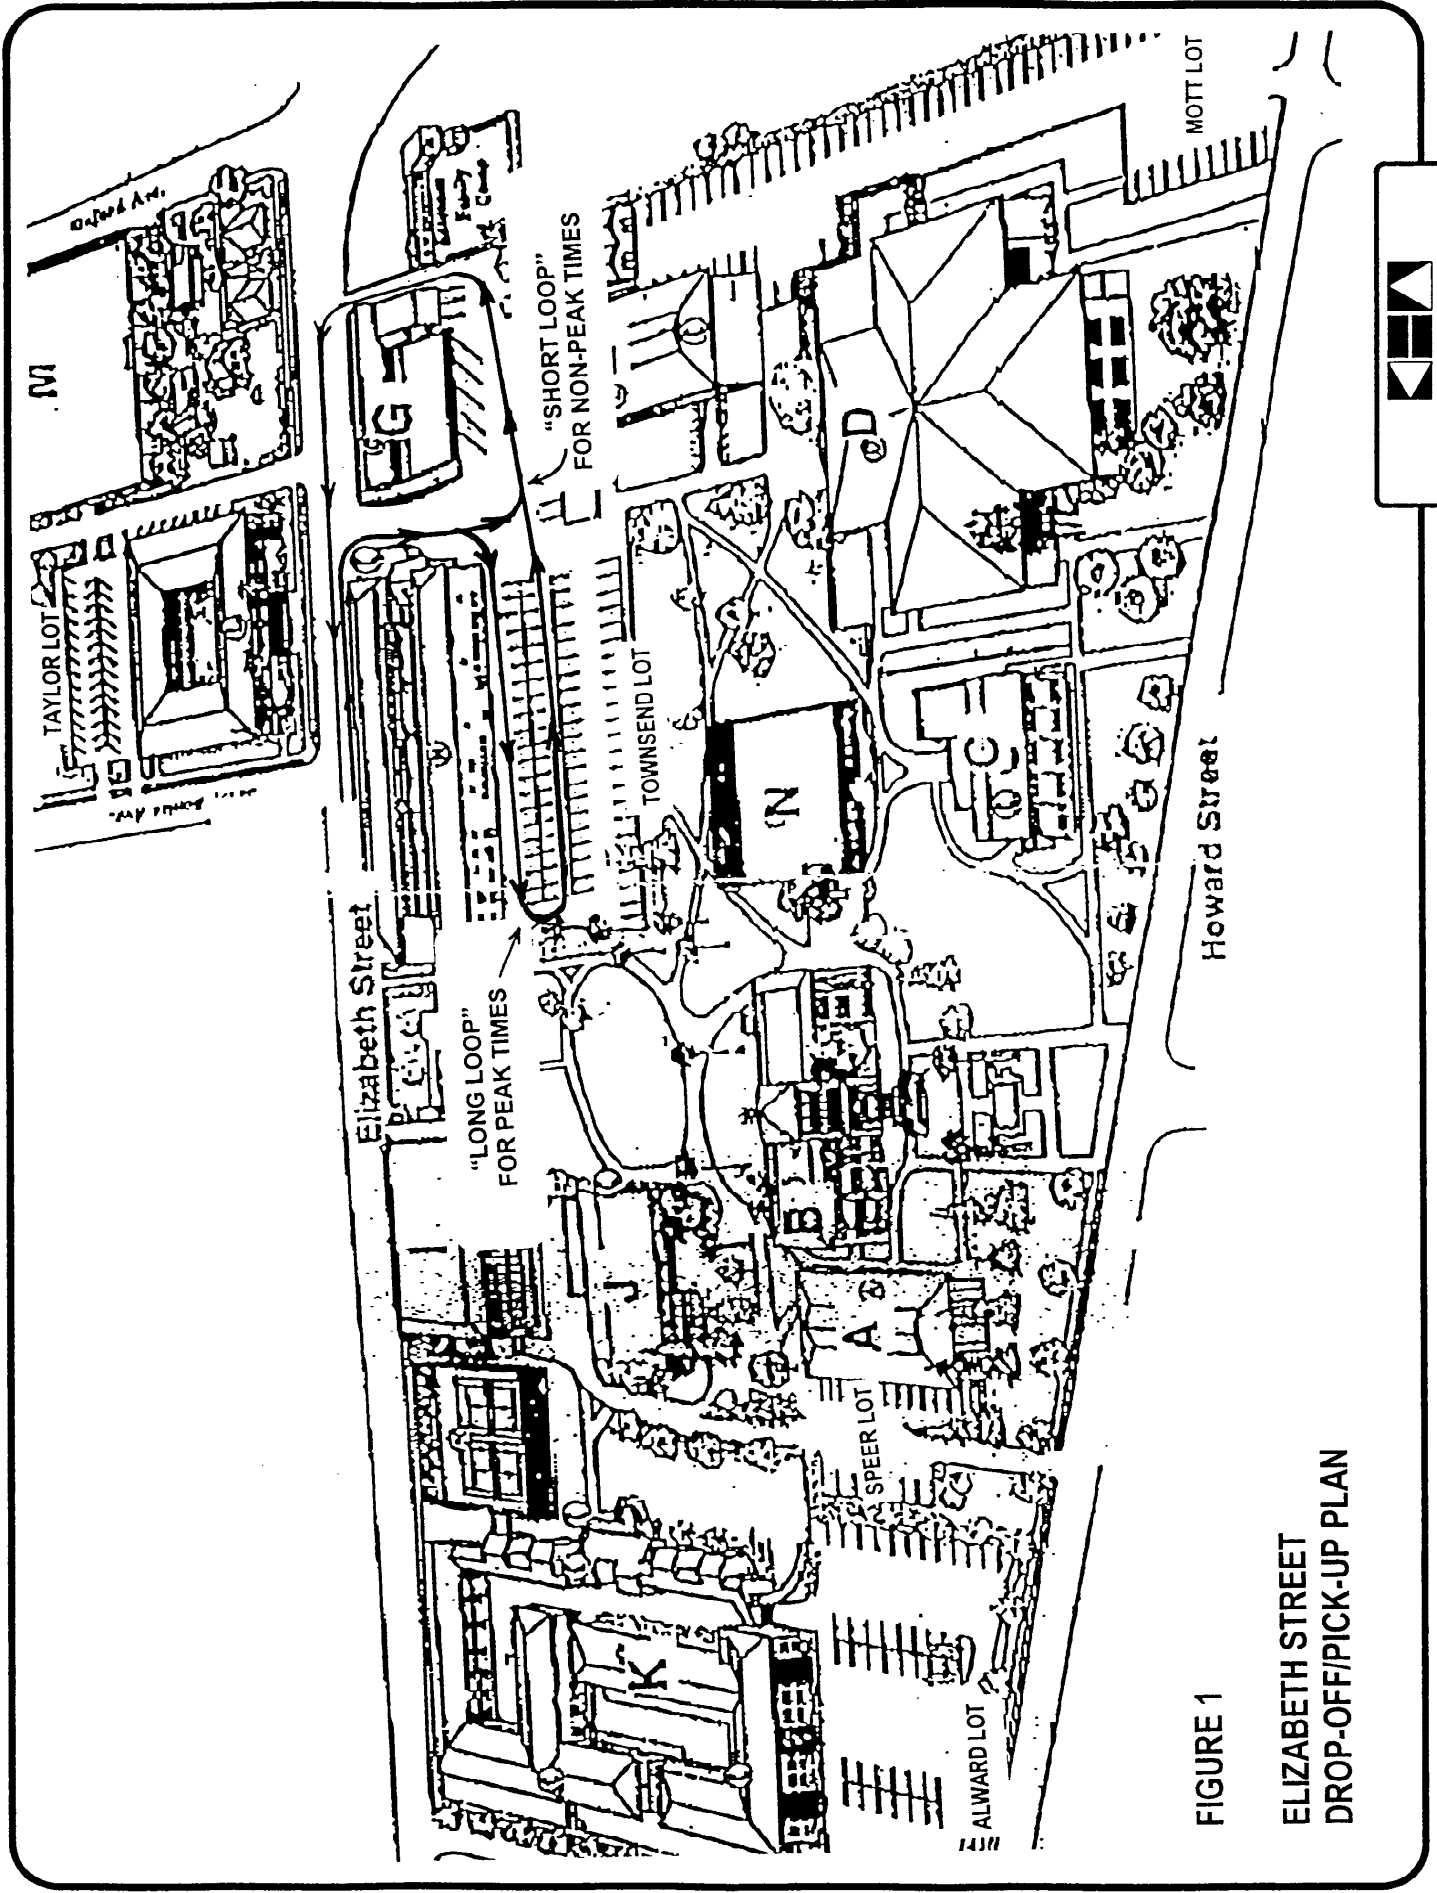 M
TAYLOR LOT
G
"SHORT LOOP"
FOR NON-PEAK TIMES
MOTT LOT
D
Elizabeth Street
"LONG LOOP"
FOR PEAK TIMES
TOWNSEND LOT
N
C
Howard Street
J
B
A
SPEER LOT
K
ALWARD LOT
FIGURE 1
ELIZABETH STREET
DROP-OFF/PICK-UP PLAN